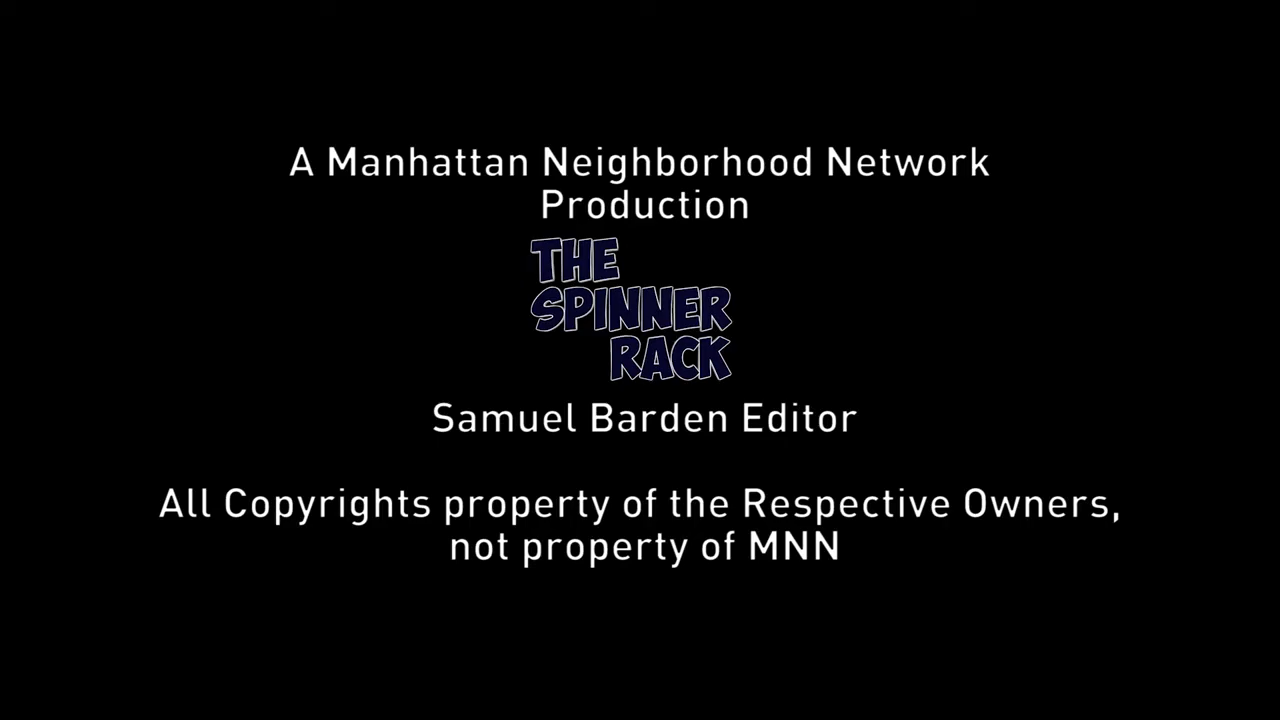 A Manhattan Neighborhood Network
Production
THE
SPINNER
RACK
Samuel Barden Editor
All Copyrights property of the Respective Owners,
not property of MNN